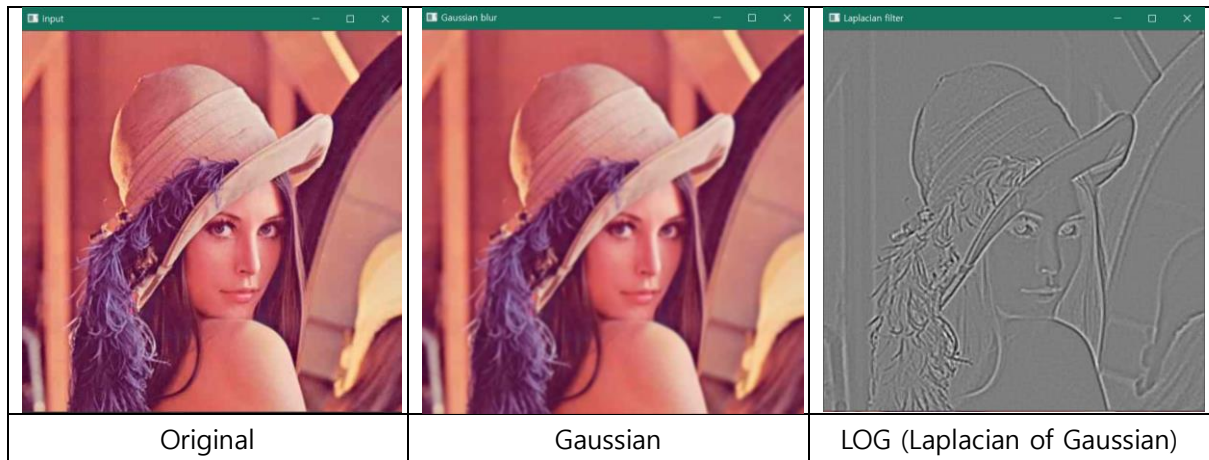 input
Gaussian blur
Laplacian filter
Original
Gaussian
LOG (Laplacian of Gaussian)